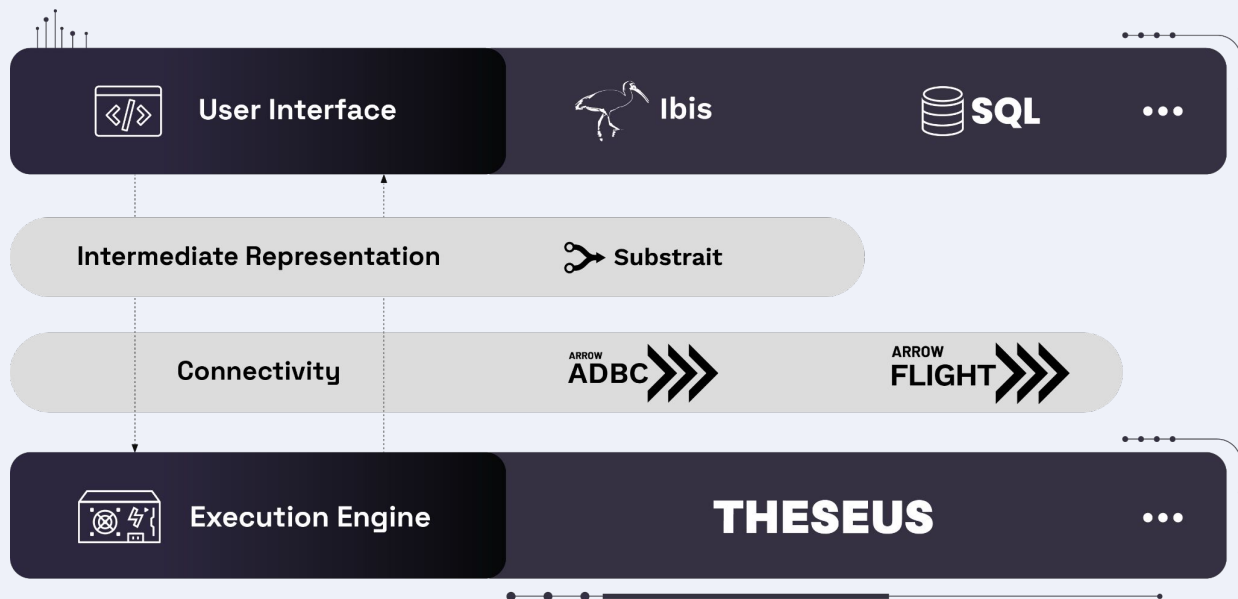 User Interface
Ibis
SQL
Intermediate Representation
Substrait
Connectivity
ARROW
ADBC
ARROW
FLIGHT
Execution Engine
THESEUS